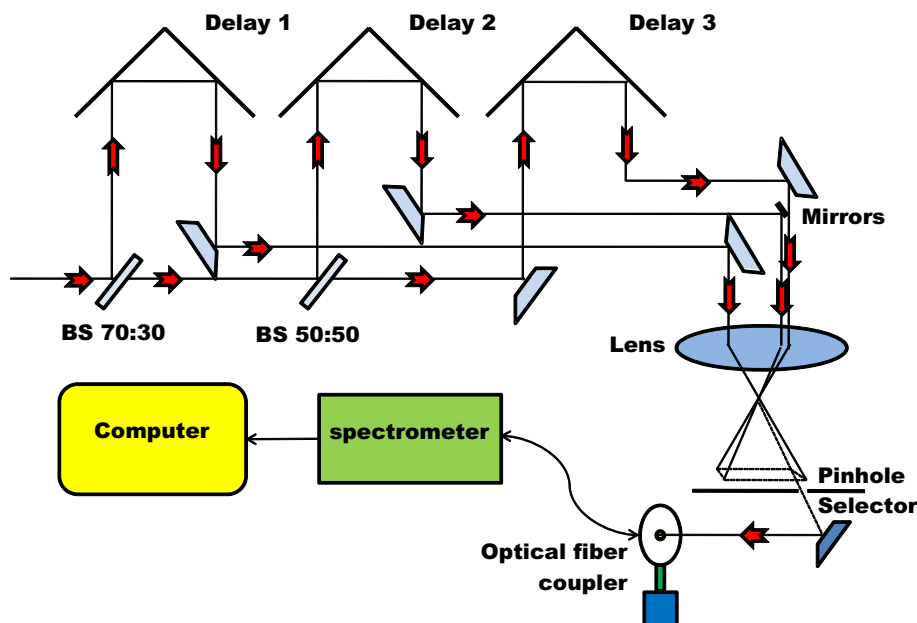 Delay 1
Delay 2
Delay 3
Mirrors
BS 70:30
BS 50:50
Lens
Computer
spectrometer
Pinhole
Selector
Optical fiber
coupler